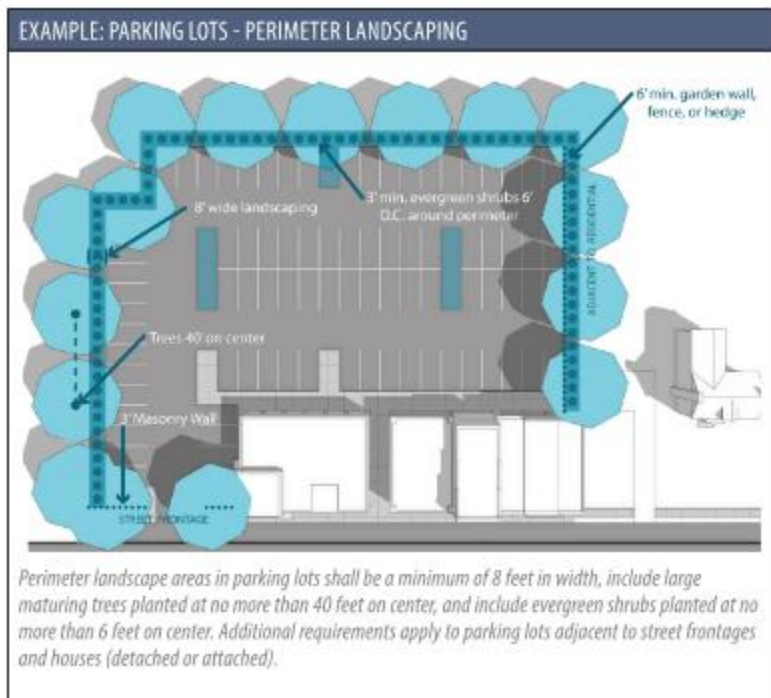 EXAMPLE: PARKING LOTS - PERIMETER LANDSCAPING
6' min. garden wall,
fence, or hedge
8' wide landscaping
3' min. evergreen shrubs 6'
O.C. around perimeter
ADJACENT TO RESIDENTIAL
Trees 40' on center
3' Masonry Wall
STREET FRONTAGE
Perimeter landscape areas in parking lots shall be a minimum of 8 feet in width, include large
maturing trees planted at no more than 40 feet on center, and include evergreen shrubs planted at no
more than 6 feet on center. Additional requirements apply to parking lots adjacent to street frontages
and houses (detached or attached).